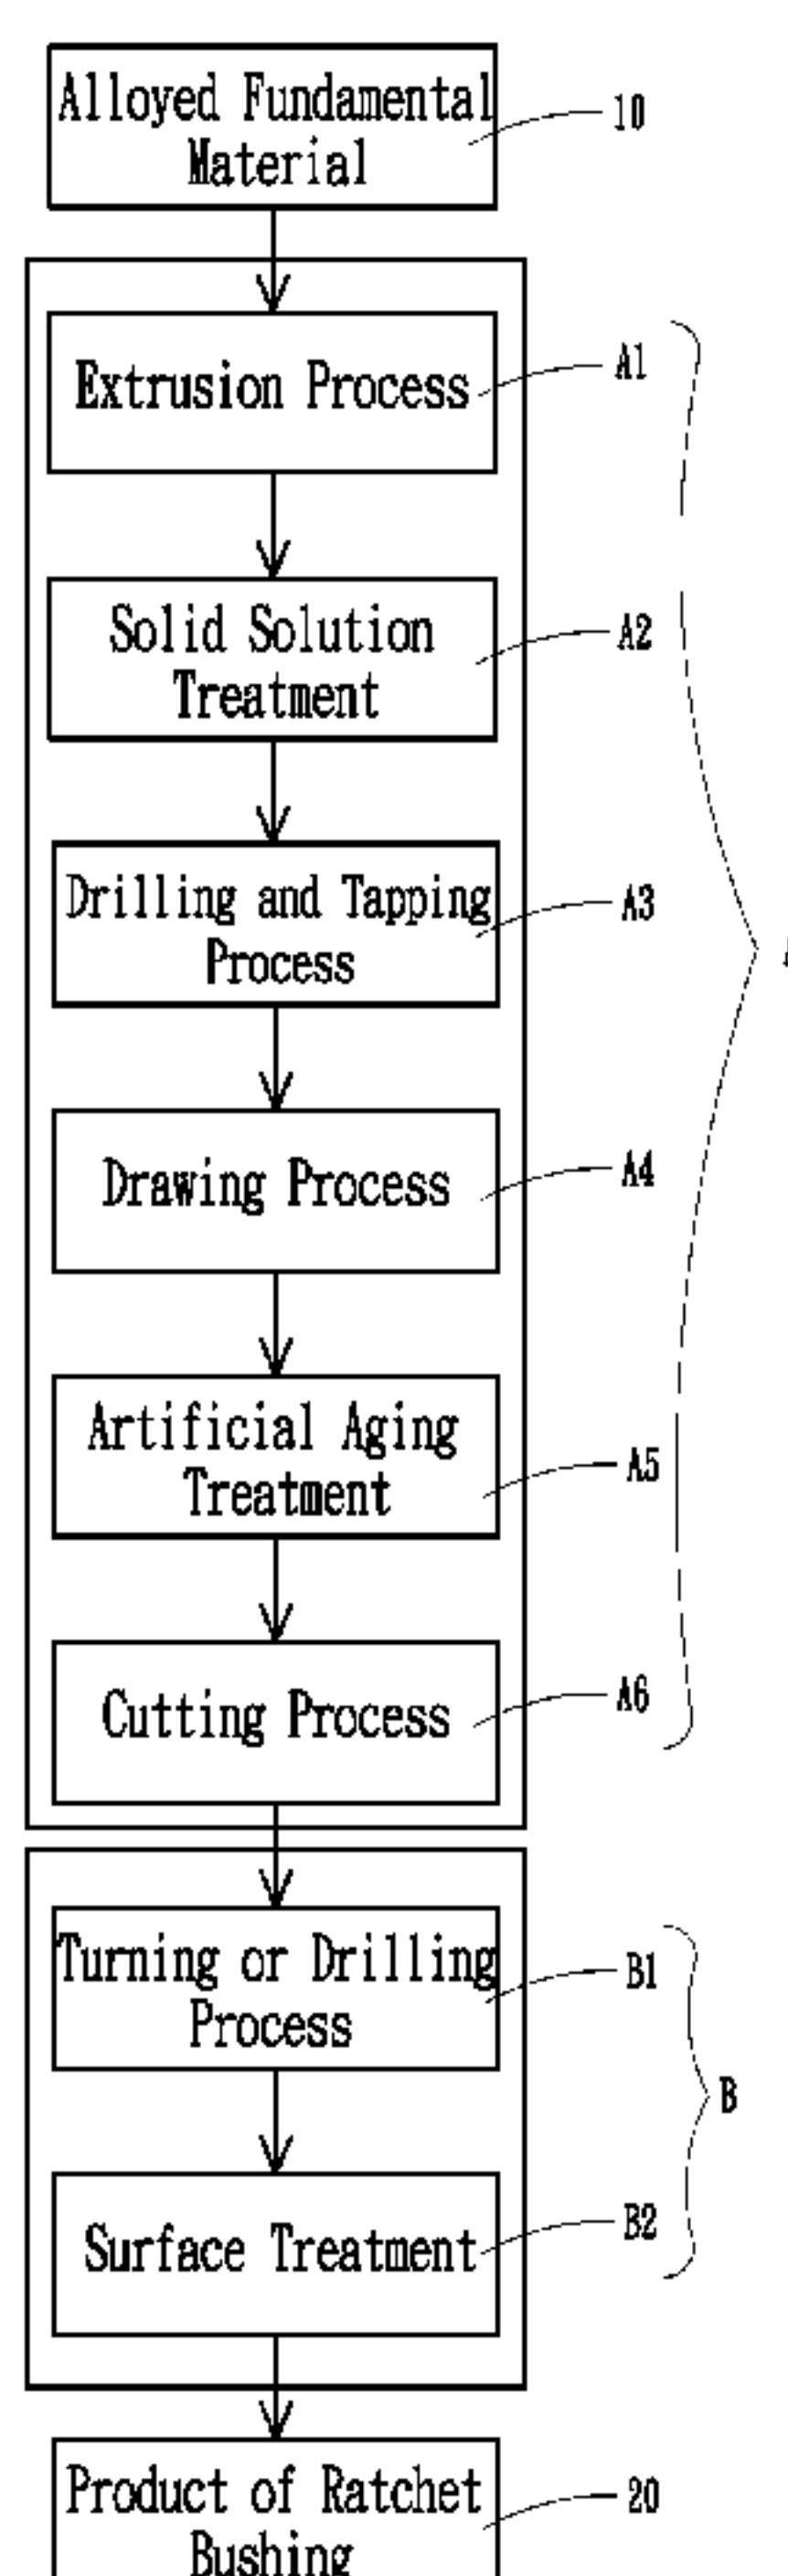 Alloyed Fundamental
Material
10
Extrusion Process
A1
Solid Solution
Treatment
A2
Drilling and Tapping
Process
A3
Drawing Process
A4
Artificial Aging
Treatment
A5
Cutting Process
A6
Turning or Drilling
Process
B1
B
Surface Treatment
B2
Product of Ratchet
Bushing
20